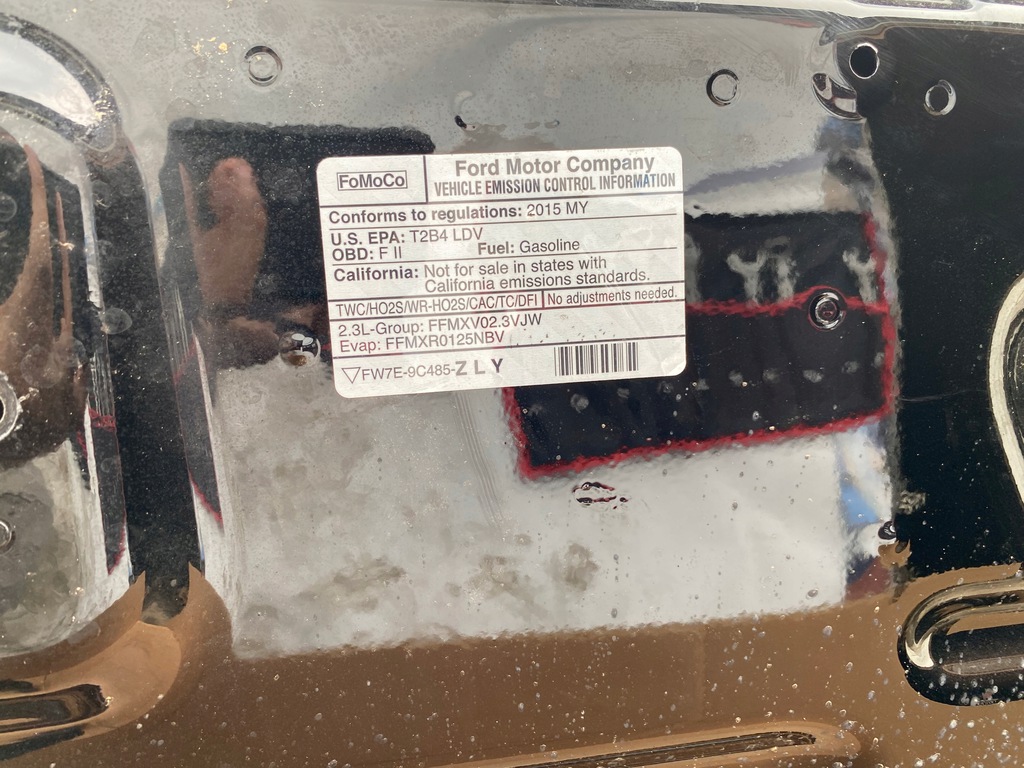 FoMoCo
Ford Motor Company
VEHICLE EMISSION CONTROL INFORMATION
Conforms to regulations: 2015 MY
U.S. EPA: T2B4 LDV
OBD: F II Fuel: Gasoline
California: Not for sale in states with
California emissions standards.
TWC/HO2S/WR-HO2S/CAC/TC/DFI No adjustments needed.
2.3L-Group: FFMXV02.3VJW
Evap: FFMXR0125NBV
▽FW7E-9C485-ZLY